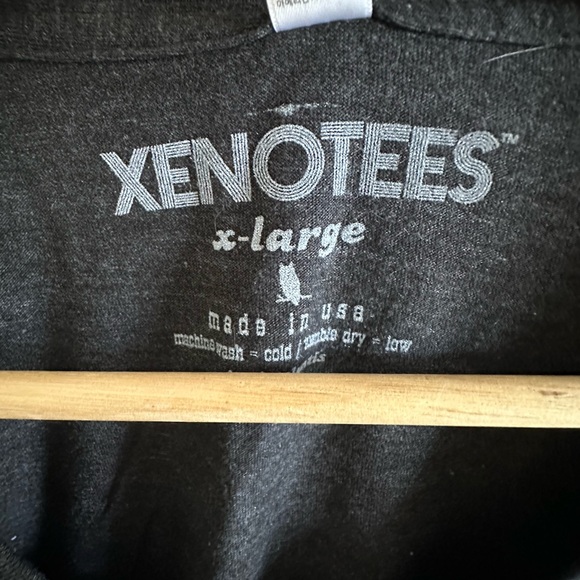 XENOTEES™
x-large
made in usa
machine wash = cold / tumble dry = low